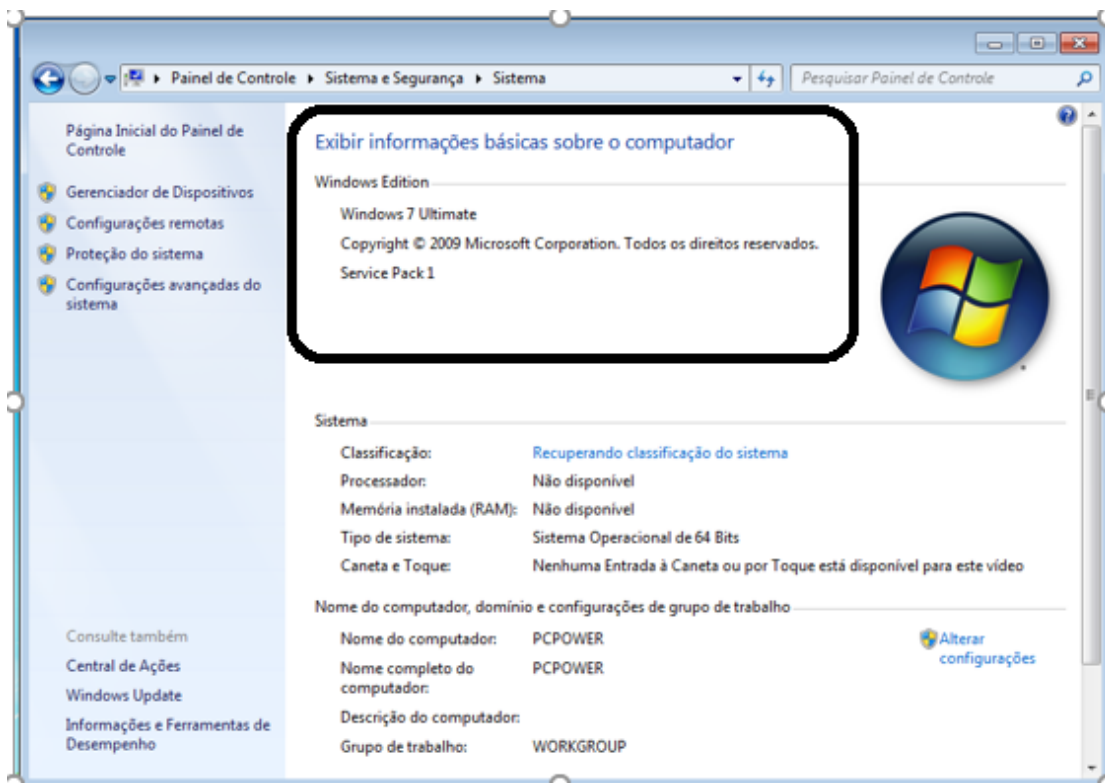 Painel de Controle ▸ Sistema e Segurança ▸ Sistema
Pesquisar Painel de Controle
Página Inicial do Painel de
Controle
Gerenciador de Dispositivos
Configurações remotas
Proteção do sistema
Configurações avançadas do
sistema
Consulte também
Central de Ações
Windows Update
Informações e Ferramentas de
Desempenho
Exibir informações básicas sobre o computador
Windows Edition
Windows 7 Ultimate
Copyright © 2009 Microsoft Corporation. Todos os direitos reservados.
Service Pack 1
Sistema
Classificação: Recuperando classificação do sistema
Processador: Não disponível
Memória instalada (RAM): Não disponível
Tipo de sistema: Sistema Operacional de 64 Bits
Caneta e Toque: Nenhuma Entrada à Caneta ou por Toque está disponível para este vídeo
Nome do computador, domínio e configurações de grupo de trabalho
Nome do computador: PCPOWER
Nome completo do PCPOWER
computador:
Descrição do computador:
Grupo de trabalho: WORKGROUP
Alterar
configurações